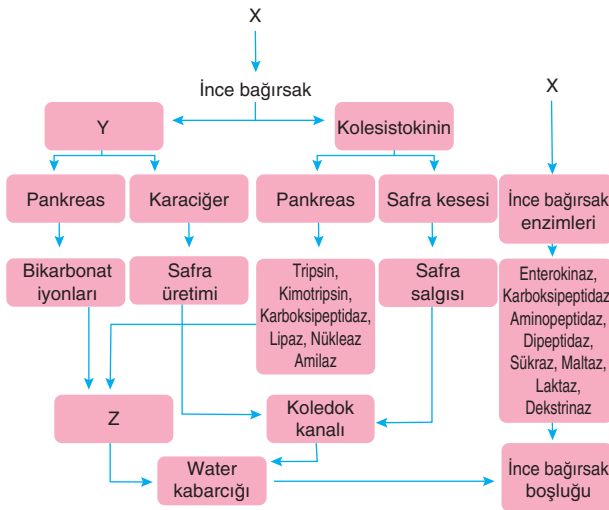 X
İnce bağırsak
X
Y
Kolesistokinin
Pankreas
Karaciğer
Pankreas
Safra kesesi
İnce bağırsak
enzimleri
Bikarbonat
iyonları
Safra
üretimi
Tripsin,
Kimotripsin,
Karboksipeptidaz,
Lipaz, Nükleaz
Amilaz
Safra
salgısı
Enterokinaz,
Karboksipeptidaz
Aminopeptidaz,
Dipeptidaz,
Sükraz, Maltaz,
Laktaz,
Dekstrinaz
Z
Koledok
kanalı
Water
kabarcığı
İnce bağırsak
boşluğu